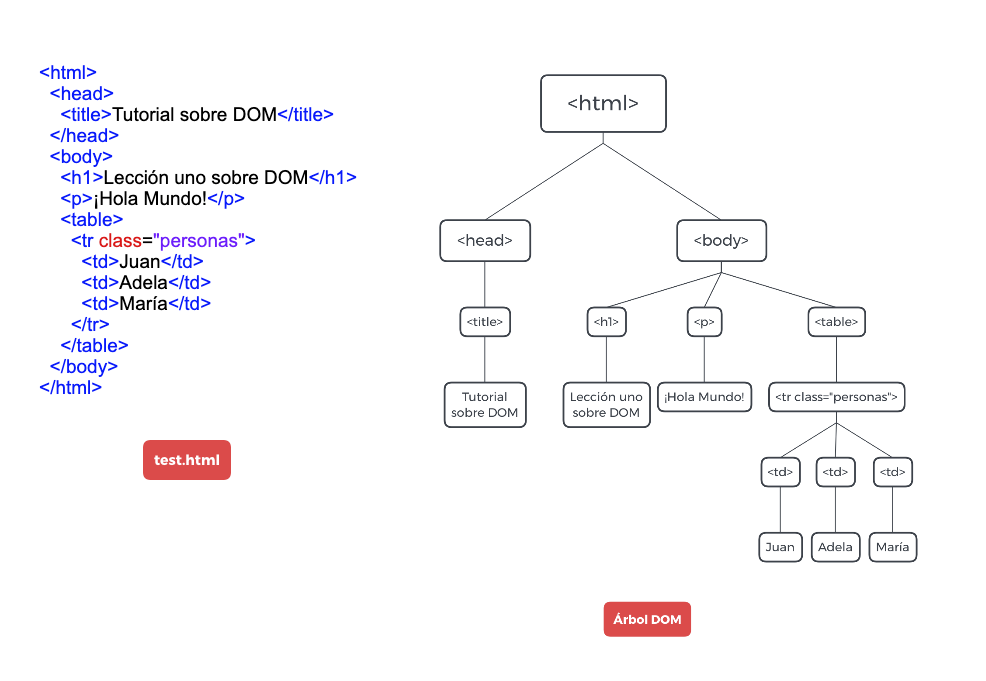 <html>
<head>
<title>Tutorial sobre DOM</title>
</head>
<body>
<h1>Lección uno sobre DOM</h1>
<p>¡Hola Mundo!</p>
<table>
<tr class="personas">
<td>Juan</td>
<td>Adela</td>
<td>María</td>
</tr>
</table>
</body>
</html>
test.html
<html>
<head>
<body>
<title>
<h1>
<p>
<table>
Tutorial
sobre DOM
Lección uno
sobre DOM
¡Hola Mundo!
<tr class="personas">
<td>
<td>
<td>
Juan
Adela
María
Árbol DOM